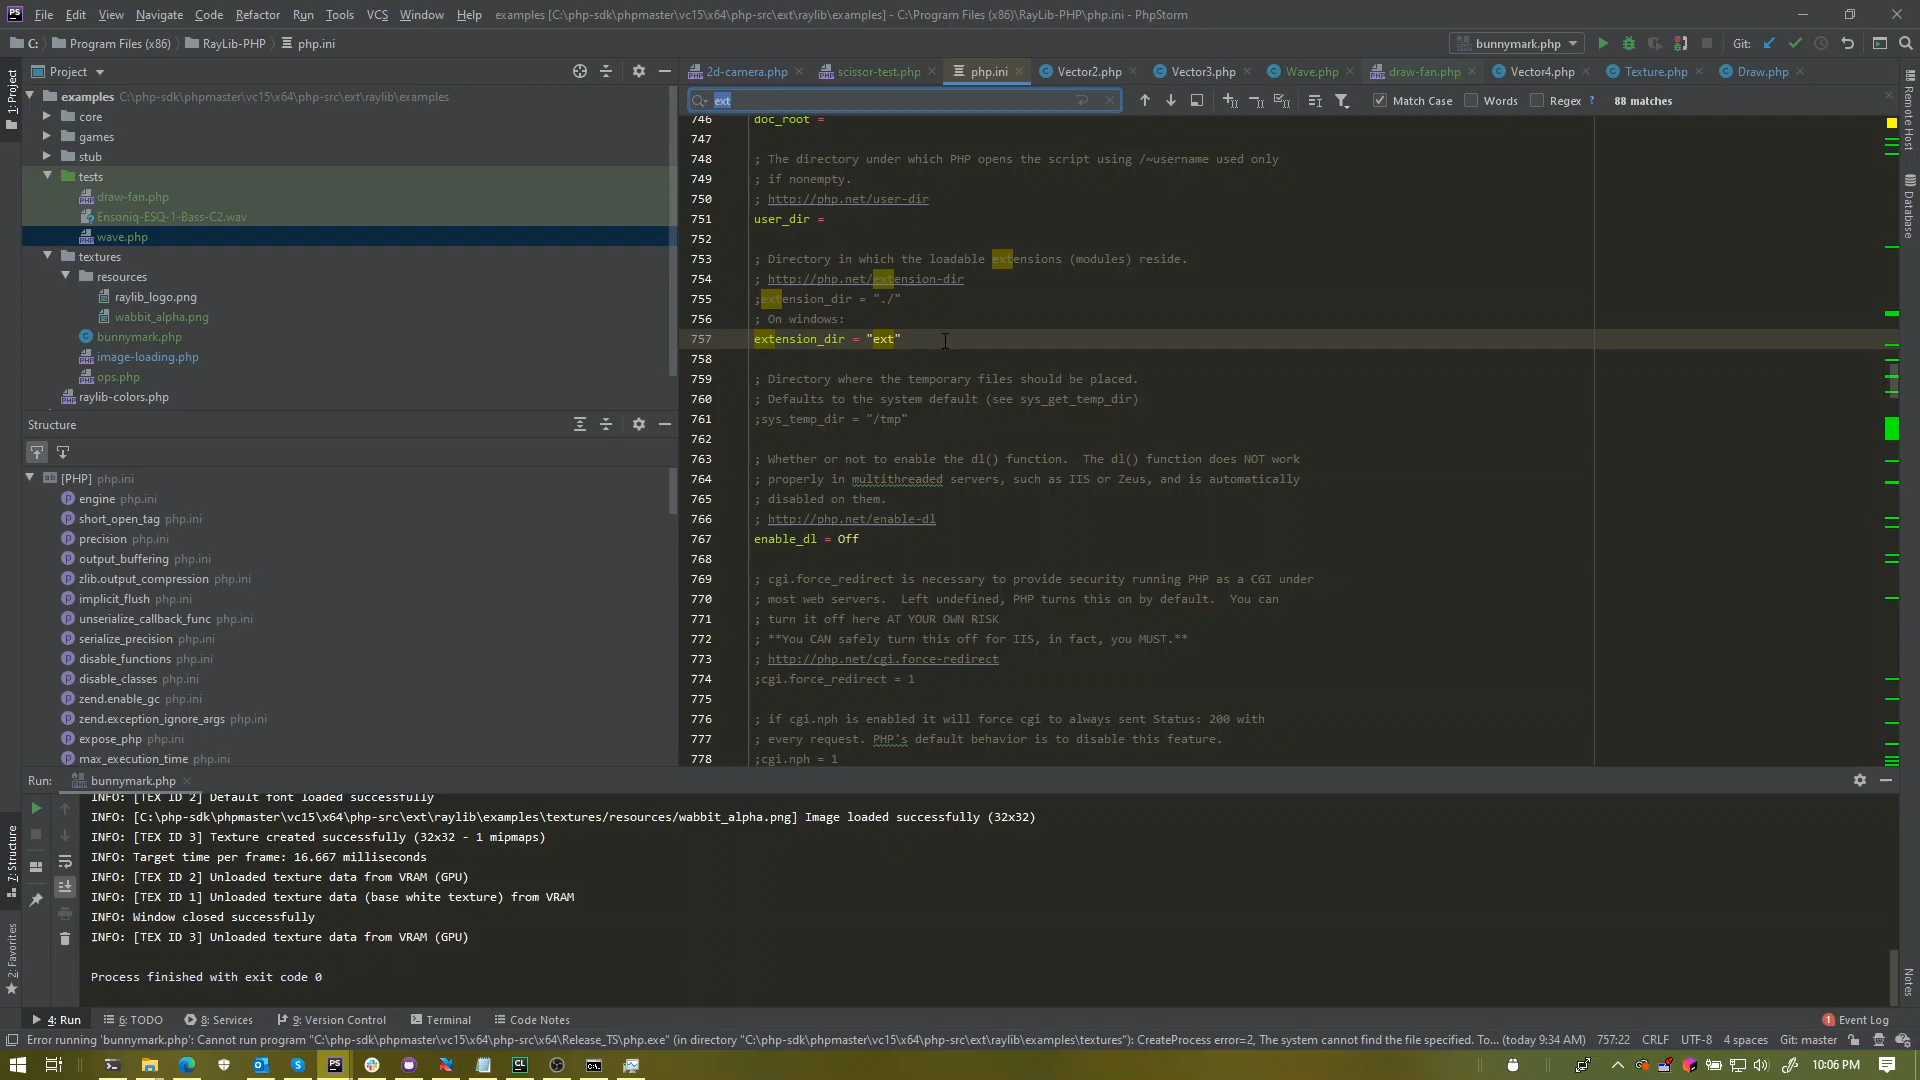 File Edit View Navigate Code Refactor Run Tools VCS Window Help examples [C:\php-sdk\phpmaster\vc15\x64\php-src\ext\raylib\examples] - C:\Program Files (x86)\RayLib-PHP\php.ini - PhpStorm
C: Program Files (x86) RayLib-PHP php.ini bunnymark.php Git:
Project
2d-camera.php scissor-test.php php.ini Vector2.php Vector3.php Wave.php draw-fan.php Vector4.php Texture.php Draw.php
ext Match Case Words Regex ? 88 matches
1: Project
examples C:\php-sdk\phpmaster\vc15\x64\php-src\ext\raylib\examples
core
games
stub
tests
draw-fan.php
Ensoniq-ESQ-1-Bass-C2.wav
wave.php
textures
resources
raylib_logo.png
wabbit_alpha.png
bunnymark.php
image-loading.php
ops.php
raylib-colors.php
Structure
[PHP] php.ini
engine php.ini
short_open_tag php.ini
precision php.ini
output_buffering php.ini
zlib.output_compression php.ini
implicit_flush php.ini
unserialize_callback_func php.ini
serialize_precision php.ini
disable_functions php.ini
disable_classes php.ini
zend.enable_gc php.ini
zend.exception_ignore_args php.ini
expose_php php.ini
max_execution_time php.ini
746 doc_root =
747
748 ; The directory under which PHP opens the script using /~username used only
749 ; if nonempty.
750 ; http://php.net/user-dir
751 user_dir =
752
753 ; Directory in which the loadable extensions (modules) reside.
754 ; http://php.net/extension-dir
755 ;extension_dir = "./"
756 ; On windows:
757 extension_dir = "ext"
758
759 ; Directory where the temporary files should be placed.
760 ; Defaults to the system default (see sys_get_temp_dir)
761 ;sys_temp_dir = "/tmp"
762
763 ; Whether or not to enable the dl() function.  The dl() function does NOT work
764 ; properly in multithreaded servers, such as IIS or Zeus, and is automatically
765 ; disabled on them.
766 ; http://php.net/enable-dl
767 enable_dl = Off
768
769 ; cgi.force_redirect is necessary to provide security running PHP as a CGI under
770 ; most web servers.  Left undefined, PHP turns this on by default.  You can
771 ; turn it off here AT YOUR OWN RISK
772 ; **You CAN safely turn this off for IIS, in fact, you MUST.**
773 ; http://php.net/cgi.force-redirect
774 ;cgi.force_redirect = 1
775
776 ; if cgi.nph is enabled it will force cgi to always sent Status: 200 with
777 ; every request. PHP's default behavior is to disable this feature.
778 ;cgi.nph = 1
Remote Host
Database
Run: bunnymark.php
INFO: [TEX ID 2] Default font loaded successfully
INFO: [C:\php-sdk\phpmaster\vc15\x64\php-src\ext\raylib\examples\textures/resources/wabbit_alpha.png] Image loaded successfully (32x32)
INFO: [TEX ID 3] Texture created successfully (32x32 - 1 mipmaps)
INFO: Target time per frame: 16.667 milliseconds
INFO: [TEX ID 2] Unloaded texture data from VRAM (GPU)
INFO: [TEX ID 1] Unloaded texture data (base white texture) from VRAM
INFO: Window closed successfully
INFO: [TEX ID 3] Unloaded texture data from VRAM (GPU)
Process finished with exit code 0
7: Structure
2: Favorites
Notes
4: Run 6: TODO 8: Services 9: Version Control Terminal Code Notes 1 Event Log
Error running 'bunnymark.php': Cannot run program "C:\php-sdk\phpmaster\vc15\x64\php-src\x64\Release_TS\php.exe" (in directory "C:\php-sdk\phpmaster\vc15\x64\php-src\ext\raylib\examples\textures"): CreateProcess error=2, The system cannot find the file specified. To... (today 9:34 AM) 757:22 CRLF UTF-8 4 spaces Git: master
10:06 PM